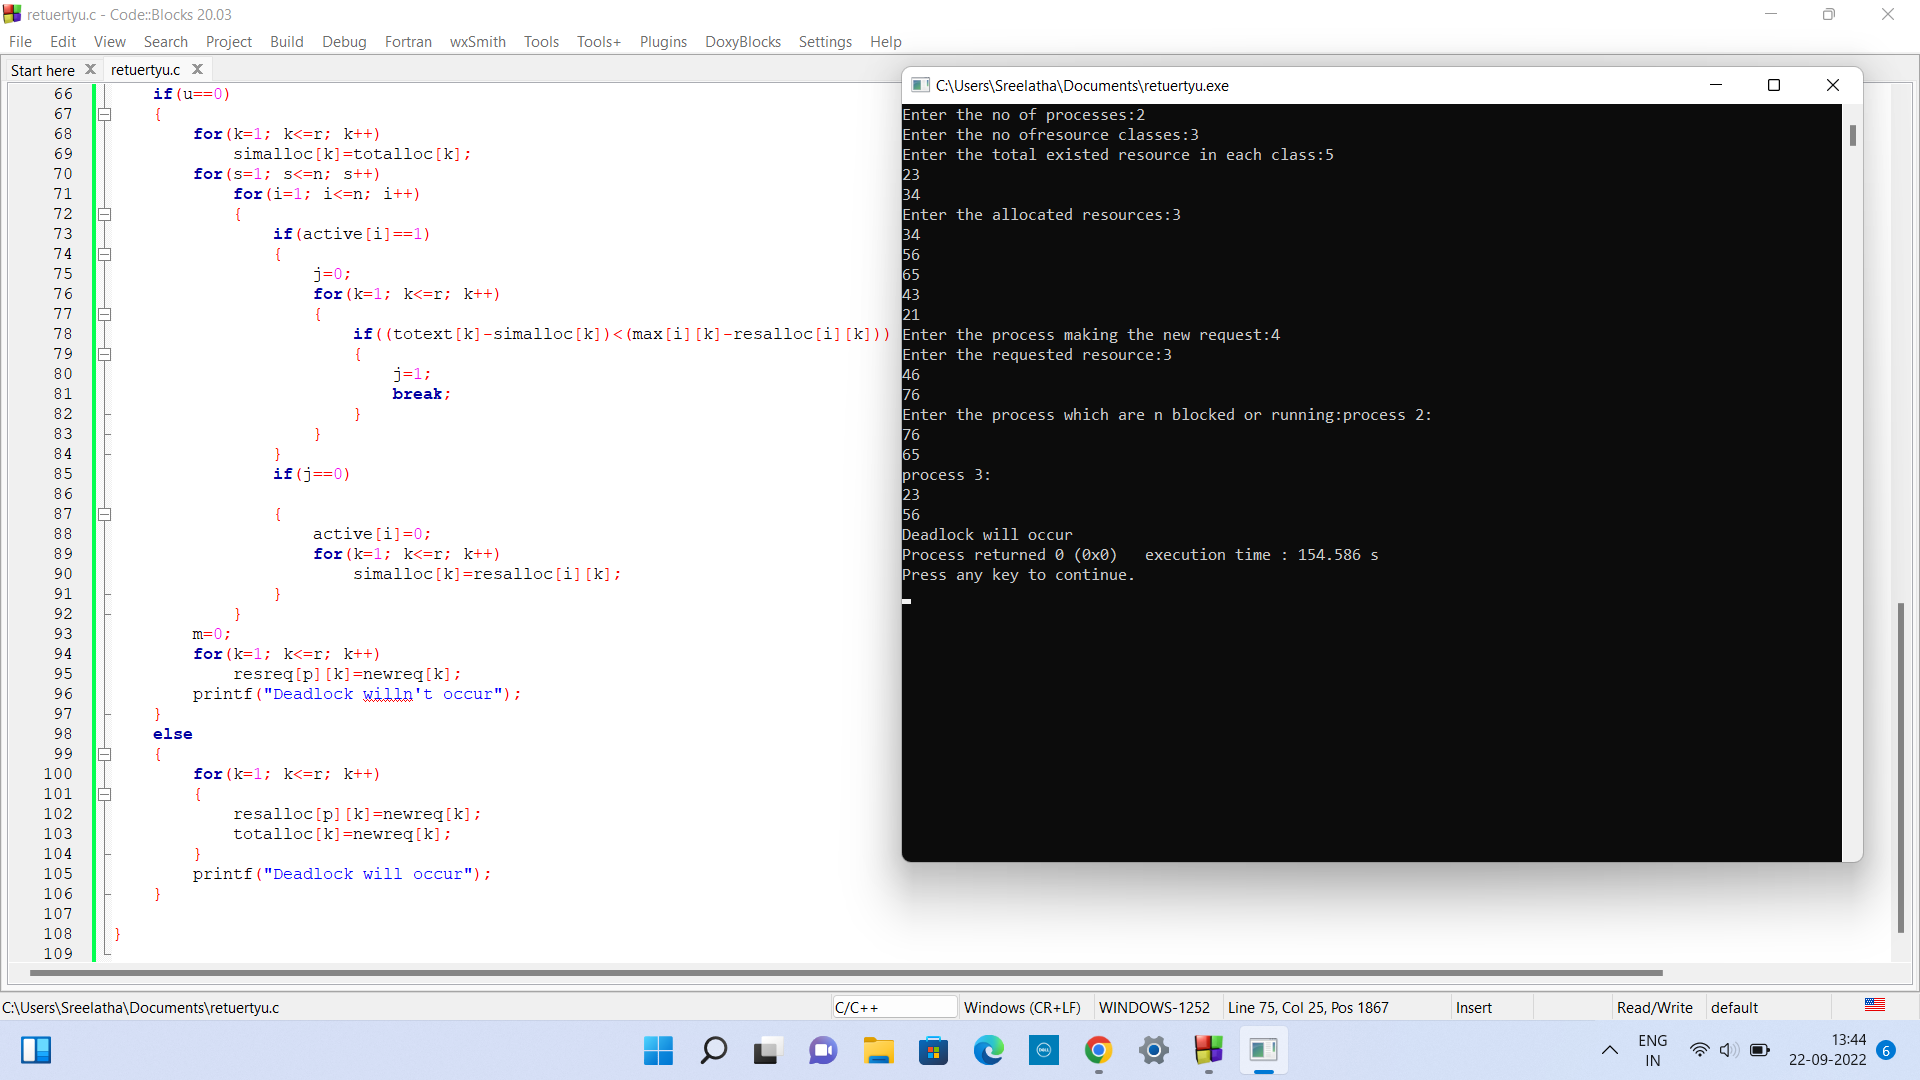 retuertyu.c - Code::Blocks 20.03
File Edit View Search Project Build Debug Fortran wxSmith Tools Tools+ Plugins DoxyBlocks Settings Help
Start here X retuertyu.c X
66 if(u==0)
67 {
68 for(k=1; k<=r; k++)
69 simalloc[k]=totalloc[k];
70 for(s=1; s<=n; s++)
71 for(i=1; i<=n; i++)
72 {
73 if(active[i]==1)
74 {
75 j=0;
76 for(k=1; k<=r; k++)
77 {
78 if((totext[k]-simalloc[k])<(max[i][k]-resalloc[i][k]))
79 {
80 j=1;
81 break;
82 }
83 }
84 }
85 if(j==0)
86
87 {
88 active[i]=0;
89 for(k=1; k<=r; k++)
90 simalloc[k]=resalloc[i][k];
91 }
92 }
93 m=0;
94 for(k=1; k<=r; k++)
95 resreq[p][k]=newreq[k];
96 printf("Deadlock willn't occur");
97 }
98 else
99 {
100 for(k=1; k<=r; k++)
101 {
102 resalloc[p][k]=newreq[k];
103 totalloc[k]=newreq[k];
104 }
105 printf("Deadlock will occur");
106 }
107
108 }
109
C:\Users\Sreelatha\Documents\retuertyu.exe
Enter the no of processes:2
Enter the no ofresource classes:3
Enter the total existed resource in each class:5
23
34
Enter the allocated resources:3
34
56
65
43
21
Enter the process making the new request:4
Enter the requested resource:3
46
76
Enter the process which are n blocked or running:process 2:
76
65
process 3:
23
56
Deadlock will occur
Process returned 0 (0x0) execution time : 154.586 s
Press any key to continue.
C:\Users\Sreelatha\Documents\retuertyu.c C/C++ Windows (CR+LF) WINDOWS-1252 Line 75, Col 25, Pos 1867 Insert Read/Write default
DELL
ENG
IN
13:44
22-09-2022
6